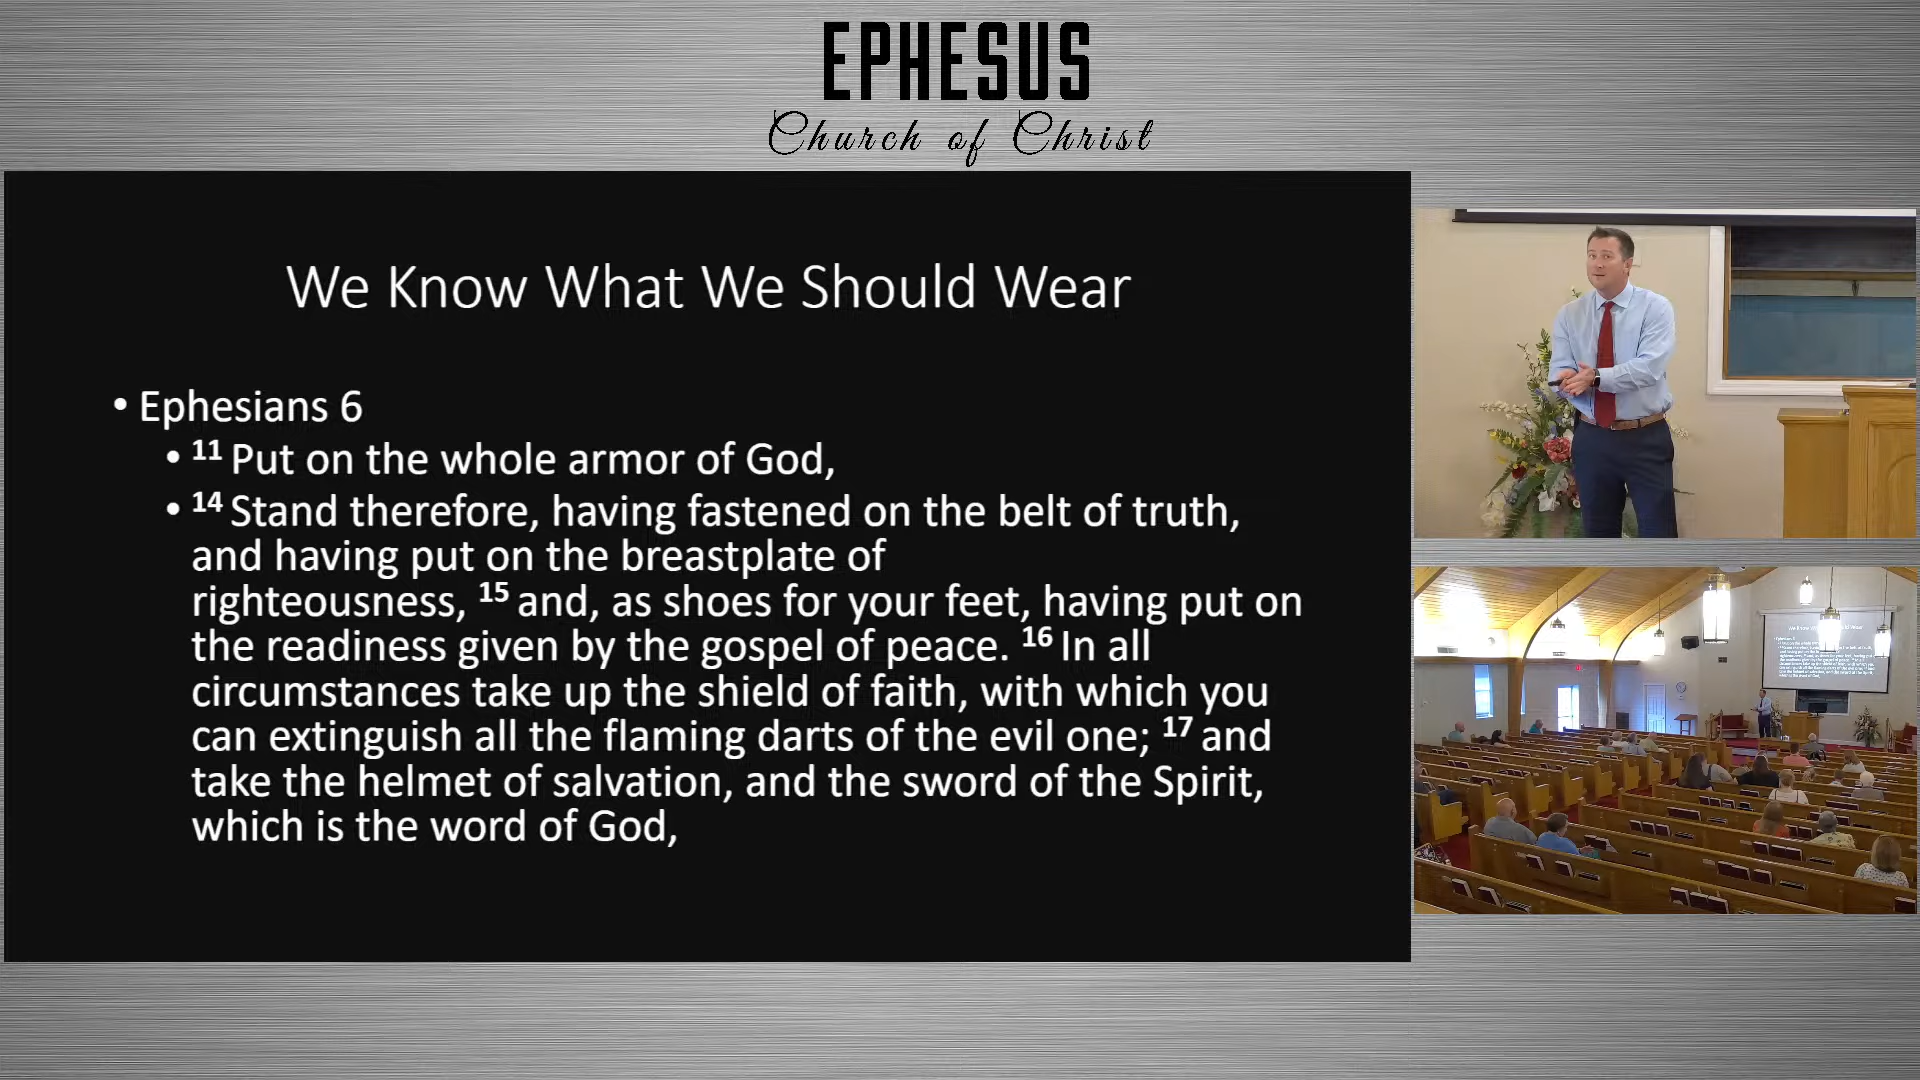 EPHESUS
Church of Christ
We Know What We Should Wear
• Ephesians 6
• 11 Put on the whole armor of God,
• 14 Stand therefore, having fastened on the belt of truth,
and having put on the breastplate of
righteousness, 15 and, as shoes for your feet, having put on
the readiness given by the gospel of peace. 16 In all
circumstances take up the shield of faith, with which you
can extinguish all the flaming darts of the evil one; 17 and
take the helmet of salvation, and the sword of the Spirit,
which is the word of God,